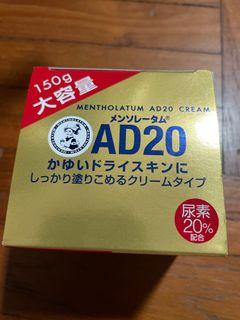 150g
大容量
MENTHOLATUM AD20 CREAM
メンソレータム®
AD20
かゆいドライスキンに
しっかり塗りこめるクリームタイプ
尿素
20%
配合